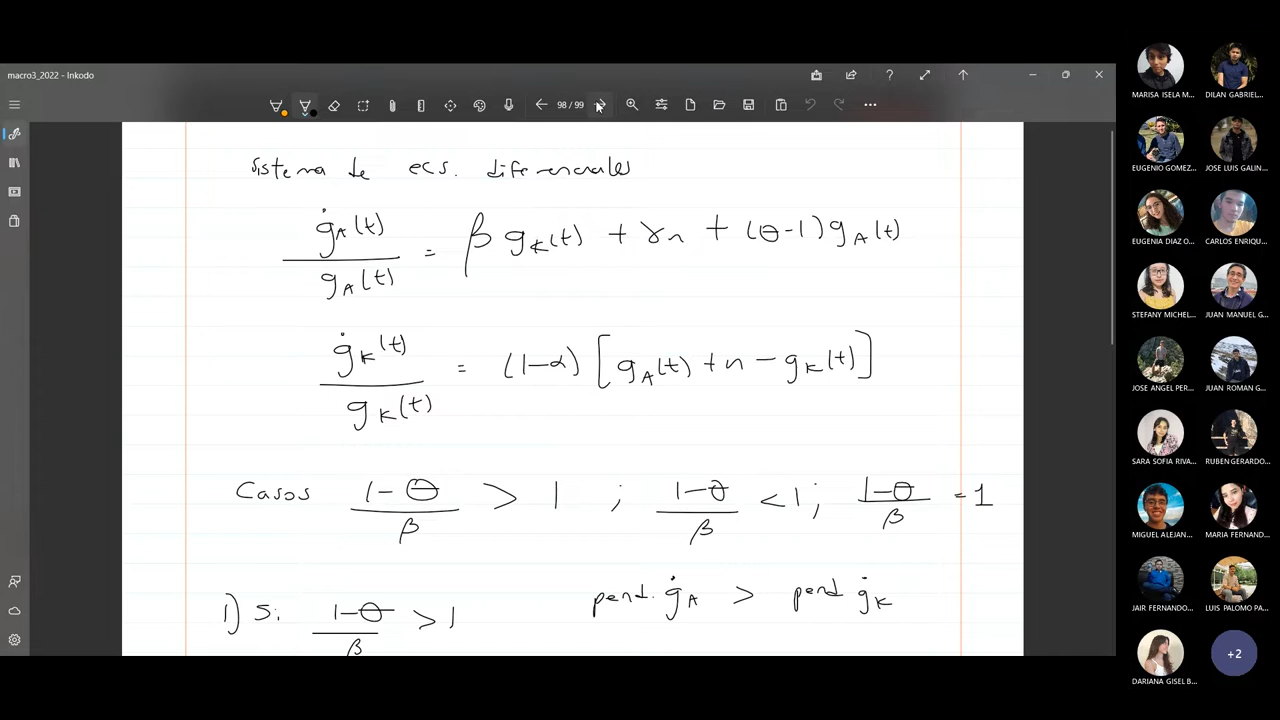 macro3_2022 - Inkodo
98 / 99
Sistema de ecs. diferenciales
ġA(t)/gA(t) = β gK(t) + γn + (θ-1)gA(t)
ġK(t)/gK(t) = (1-α) [gA(t) + n - gK(t)]
Casos (1-θ)/β > 1 ; (1-θ)/β < 1 ; (1-θ)/β = 1
1) Si (1-θ)/β > 1 pend. ġA > pend ġK
MARISA ISELA M...
DILAN GABRIEL...
EUGENIO GOMEZ...
JOSE LUIS GALIN...
EUGENIA DIAZ O...
CARLOS ENRIQU...
STEFANY MICHEL...
JUAN MANUEL G...
JOSE ANGEL PER...
JUAN ROMAN G...
SARA SOFIA RIVA...
RUBEN GERARDO...
MIGUEL ALEJAN...
MARIA FERNAND...
JAIR FERNANDO...
LUIS PALOMO PA...
DARIANA GISEL B...
+2